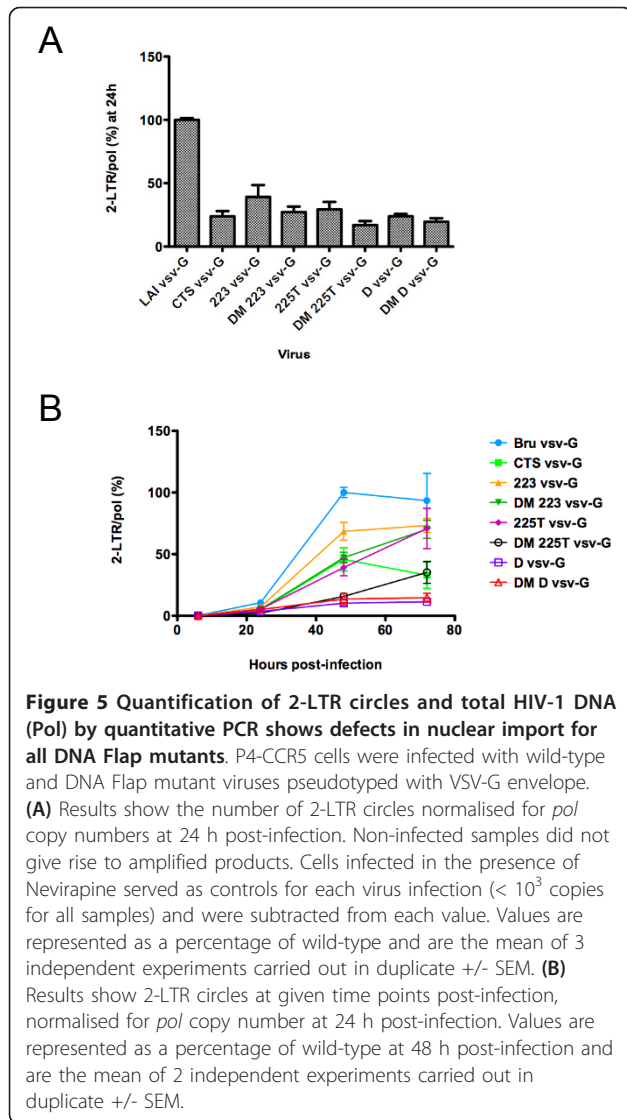 A
2-LTR/pol (%) at 24h
150
100
50
0
LAI vsv-G
CTS vsv-G
223 vsv-G
DM 223 vsv-G
225T vsv-G
DM 225T vsv-G
D vsv-G
DM D vsv-G
Virus
B
2-LTR/pol (%)
150
100
50
0
0 20 40 60 80
Hours post-infection
Bru vsv-G
CTS vsv-G
223 vsv-G
DM 223 vsv-G
225T vsv-G
DM 225T vsv-G
D vsv-G
DM D vsv-G
Figure 5 Quantification of 2-LTR circles and total HIV-1 DNA
(Pol) by quantitative PCR shows defects in nuclear import for
all DNA Flap mutants. P4-CCR5 cells were infected with wild-type
and DNA Flap mutant viruses pseudotyped with VSV-G envelope.
(A) Results show the number of 2-LTR circles normalised for pol
copy numbers at 24 h post-infection. Non-infected samples did not
give rise to amplified products. Cells infected in the presence of
Nevirapine served as controls for each virus infection (< 10³ copies
for all samples) and were subtracted from each value. Values are
represented as a percentage of wild-type and are the mean of 3
independent experiments carried out in duplicate +/- SEM. (B)
Results show 2-LTR circles at given time points post-infection,
normalised for pol copy number at 24 h post-infection. Values are
represented as a percentage of wild-type at 48 h post-infection and
are the mean of 2 independent experiments carried out in
duplicate +/- SEM.